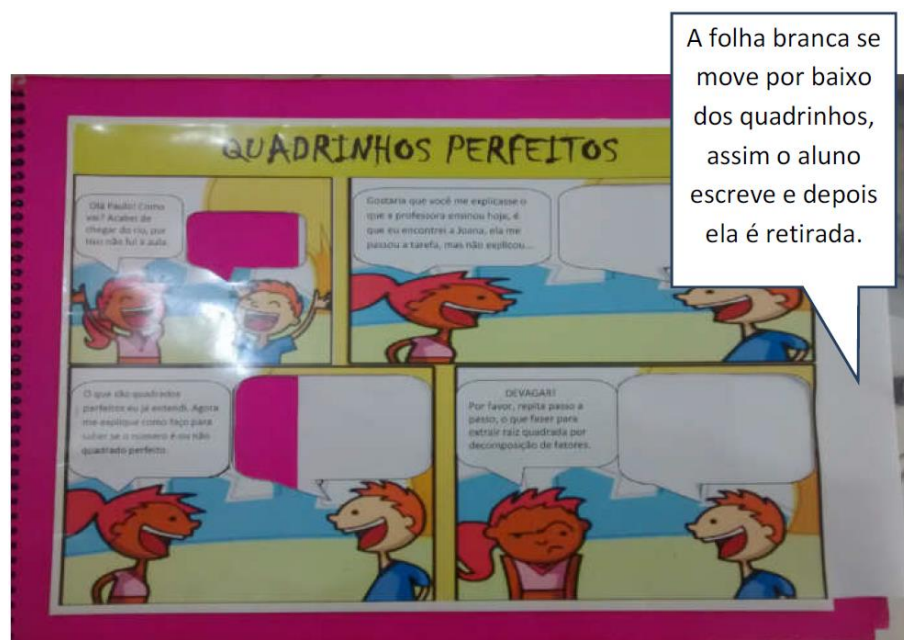 A folha branca se
move por baixo
dos quadrinhos,
assim o aluno
escreve e depois
ela é retirada.
QUADRINHOS PERFEITOS
Olá Paulo! Como
vai? Acabei de
chegar do rio, por
isso não fui à aula.
Gostaria que você me explicasse o
que a professora ensinou hoje, é
que eu encontrei a Joana, ela me
passou a tarefa, mas não explicou...
O que são quadrados
perfeitos eu já entendi. Agora
me explique como faço para
saber se o número é ou não
quadrado perfeito.
DEVAGAR!
Por favor, repita passo a
passo, o que fazer para
extrair raiz quadrada por
decomposição de fatores.